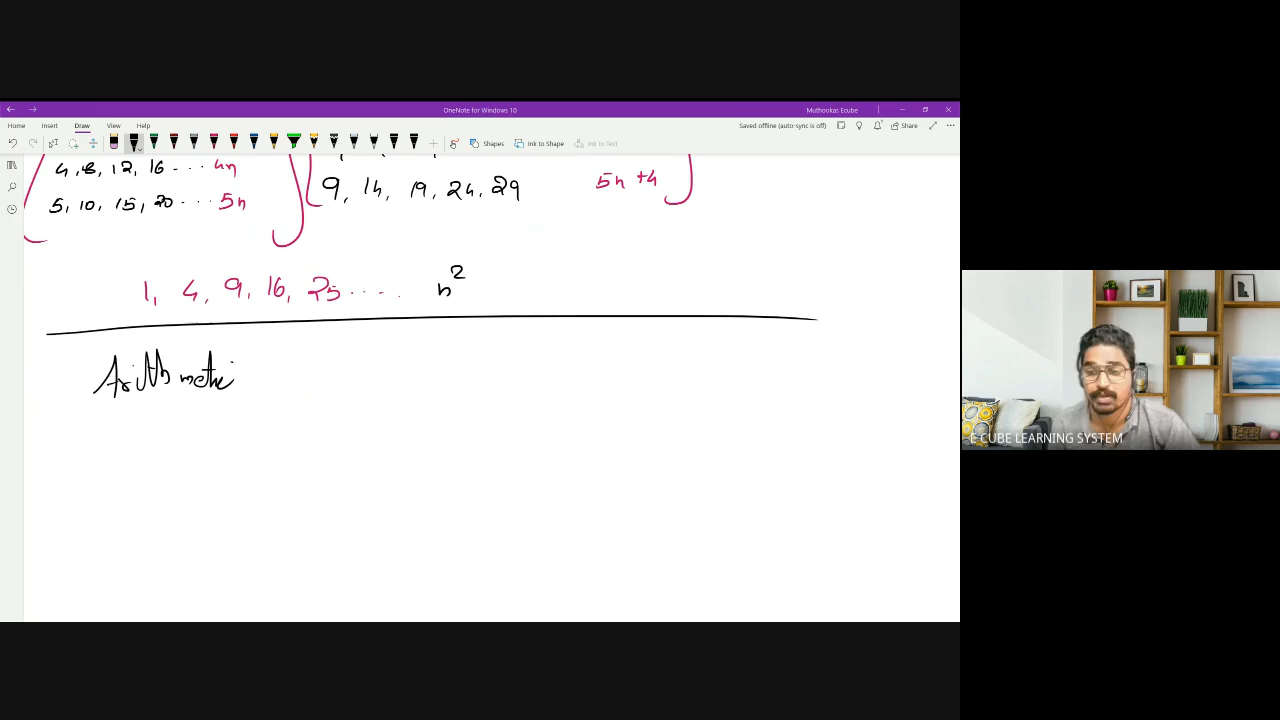 OneNote for Windows 10
Muthookas Ecube
Home Insert Draw View Help
Saved offline (auto-sync is off)
Share
Shapes
Ink to Shape
Ink to Text
4, 8, 12, 16 ... 4n
5, 10, 15, 20 ... 5n
9, 14, 19, 24, 29 5n +4
1, 4, 9, 16, 25 ..... n²
Arithmetic
E CUBE LEARNING SYSTEM